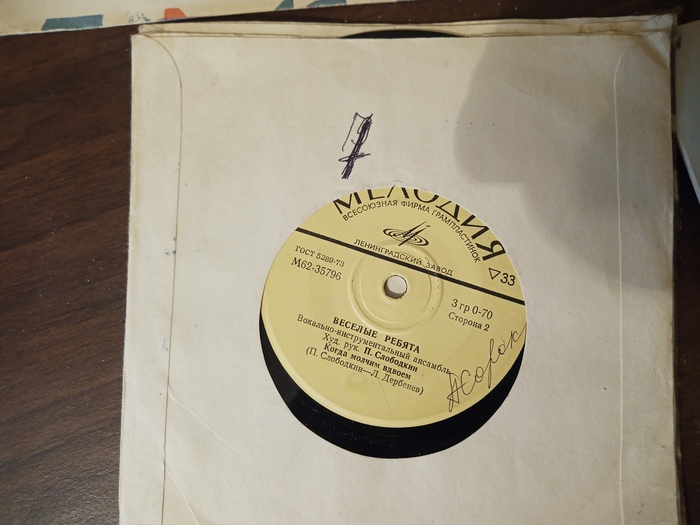 7
МЕЛОДИЯ
ВСЕСОЮЗНАЯ ФИРМА ГРАМПЛАСТИНОК
ЛЕНИНГРАДСКИЙ ЗАВОД
▽33
ГОСТ 5289-73
М62-35796
3 гр 0-70
Сторона 2
ВЕСЕЛЫЕ РЕБЯТА
Вокально-инструментальный ансамбль
Худ. рук. П. Слободкин
Когда молчим вдвоем
(П. Слободкин—Л. Дербенев)